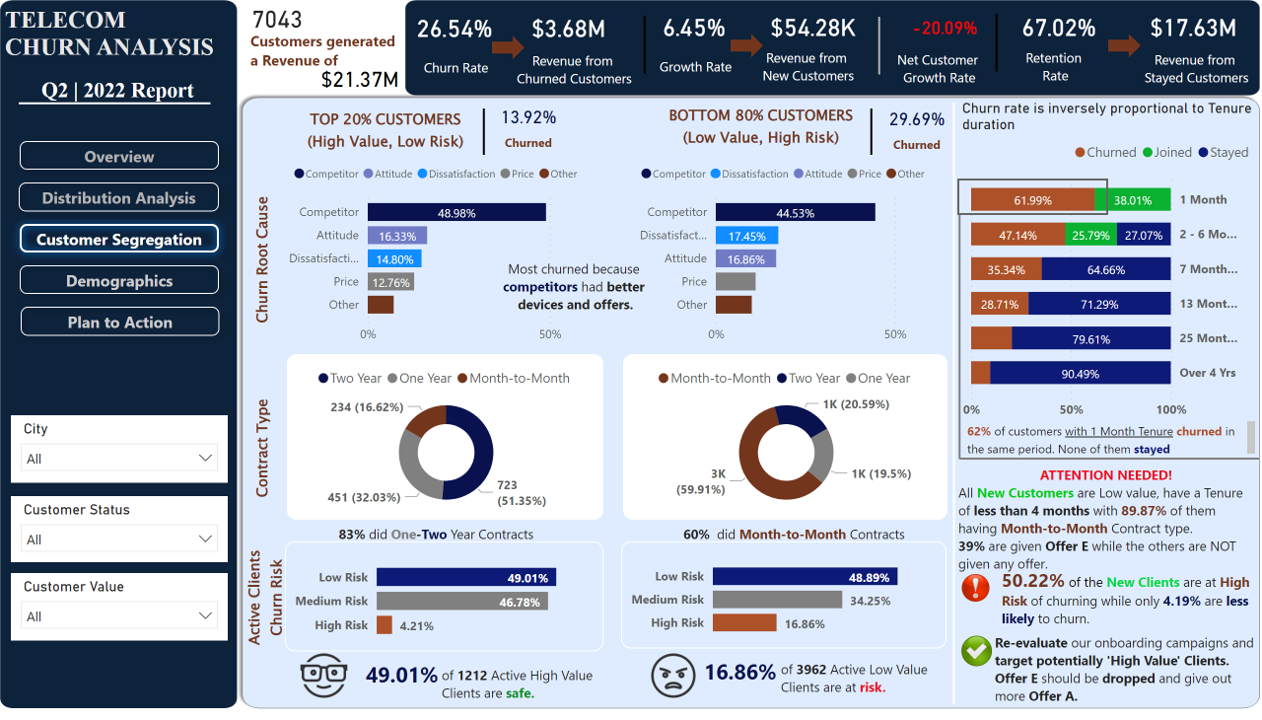 TELECOM
CHURN ANALYSIS
Q2 | 2022 Report
Overview
Distribution Analysis
Customer Segregation
Demographics
Plan to Action
City
All
Customer Status
All
Customer Value
All
7043
Customers generated
a Revenue of
$21.37M
26.54%
Churn Rate
$3.68M
Revenue from
Churned Customers
6.45%
Growth Rate
$54.28K
Revenue from
New Customers
-20.09%
Net Customer
Growth Rate
67.02%
Retention
Rate
$17.63M
Revenue from
Stayed Customers
TOP 20% CUSTOMERS
(High Value, Low Risk)
13.92%
Churned
Churn Root Cause
Competitor Attitude Dissatisfaction Price Other
Competitor 48.98%
Attitude 16.33%
Dissatisfacti... 14.80%
Price 12.76%
Other
0% 50%
Most churned because
competitors had better
devices and offers.
BOTTOM 80% CUSTOMERS
(Low Value, High Risk)
29.69%
Churned
Competitor Dissatisfaction Attitude Price Other
Competitor 44.53%
Dissatisfact... 17.45%
Attitude 16.86%
Price
Other
0% 50%
Contract Type
Two Year One Year Month-to-Month
234 (16.62%)
451 (32.03%)
723
(51.35%)
83% did One-Two Year Contracts
Month-to-Month Two Year One Year
1K (20.59%)
1K (19.5%)
3K
(59.91%)
60% did Month-to-Month Contracts
Active Clients
Churn Risk
Low Risk 49.01%
Medium Risk 46.78%
High Risk 4.21%
49.01% of 1212 Active High Value
Clients are safe.
Low Risk 48.89%
Medium Risk 34.25%
High Risk 16.86%
16.86% of 3962 Active Low Value
Clients are at risk.
Churn rate is inversely proportional to Tenure
duration
Churned Joined Stayed
61.99% 38.01% 1 Month
47.14% 25.79% 27.07% 2 - 6 Mo...
35.34% 64.66% 7 Month...
28.71% 71.29% 13 Mont...
79.61% 25 Mont...
90.49% Over 4 Yrs
0% 50% 100%
62% of customers with 1 Month Tenure churned in
the same period. None of them stayed
ATTENTION NEEDED!
All New Customers are Low value, have a Tenure
of less than 4 months with 89.87% of them
having Month-to-Month Contract type.
39% are given Offer E while the others are NOT
given any offer.
50.22% of the New Clients are at High
Risk of churning while only 4.19% are less
likely to churn.
Re-evaluate our onboarding campaigns and
target potentially 'High Value' Clients.
Offer E should be dropped and give out
more Offer A.